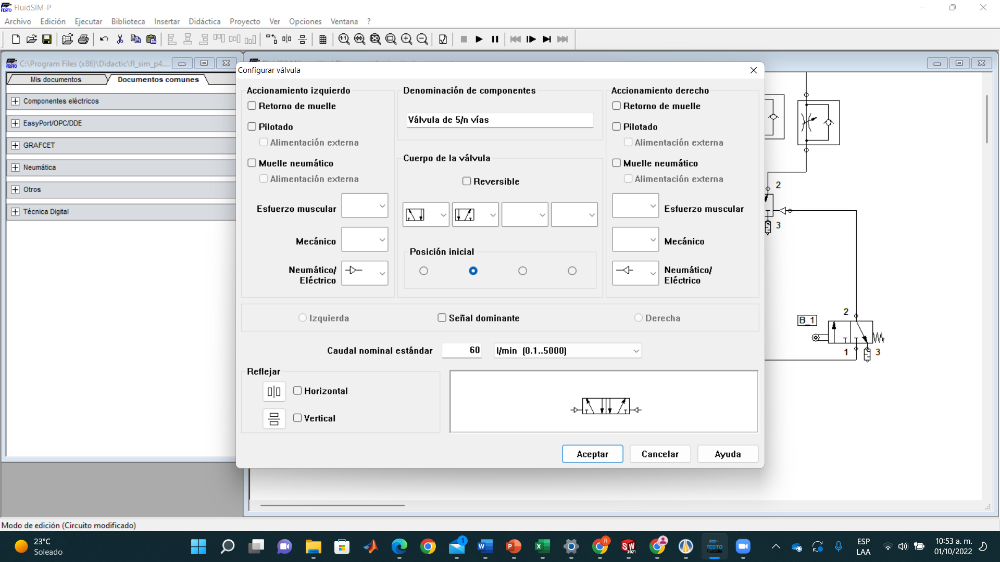 FluidSIM-P
Archivo Edición Ejecutar Biblioteca Insertar Didáctica Proyecto Ver Opciones Ventana ?
C:\Program Files (x86)\Didactic\fl_sim_p4....
Mis documentos Documentos comunes
Componentes eléctricos
EasyPort/OPC/DDE
GRAFCET
Neumática
Otros
Técnica Digital
Configurar válvula
Accionamiento izquierdo
Retorno de muelle
Pilotado
Alimentación externa
Muelle neumático
Alimentación externa
Esfuerzo muscular
Mecánico
Neumático/
Eléctrico
Denominación de componentes
Válvula de 5/n vías
Cuerpo de la válvula
Reversible
Posición inicial
Accionamiento derecho
Retorno de muelle
Pilotado
Alimentación externa
Muelle neumático
Alimentación externa
Esfuerzo muscular
Mecánico
Neumático/
Eléctrico
Izquierda Señal dominante Derecha
Caudal nominal estándar 60 l/min (0.1..5000)
Reflejar
Horizontal
Vertical
Aceptar Cancelar Ayuda
2
3
B_1
2
1
3
Modo de edición (Circuito modificado)
23°C
Soleado
1
ESP
LAA
10:53 a. m.
01/10/2022